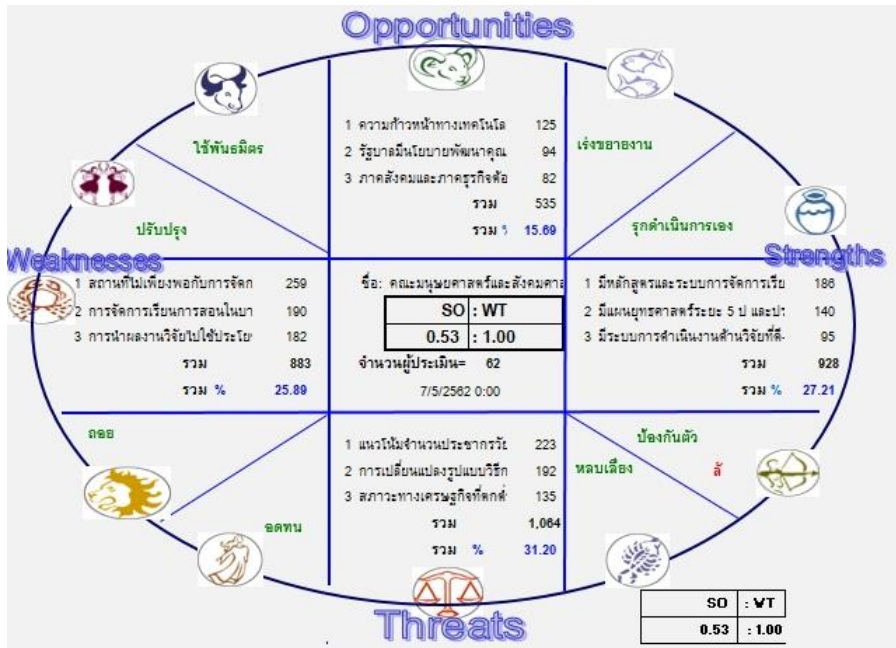 Opportunities
1 ความก้าวหน้าทางเทคโนโล 125
2 รัฐบาลมีนโยบายพัฒนาคุณ 94
3 ภาคสังคมและภาคธุรกิจต้อ 82
รวม 535
รวม % 15.69
ใช้พันธมิตร
เร่งขยายงาน
ปรับปรุง
รุกดำเนินการเอง
Weaknesses
Strengths
1 สถานที่ไม่เพียงพอกับการจัดก 259
2 การจัดการเรียนการสอนในบา 190
3 การนำผลงานวิจัยไปใช้ประโย 182
รวม 883
รวม % 25.89
ชื่อ: คณะมนุษยศาสตร์และสังคมศา
SO : WT
0.53 : 1.00
จำนวนผู้ประเมิน= 62
7/5/2562 0:00
1 มีหลักสูตรและระบบการจัดการเรีย 186
2 มีแผนยุทธศาสตร์ระยะ 5 ปี และปร 140
3 มีระบบการดำเนินงานด้านวิจัยที่ดี 95
รวม 928
รวม % 27.21
ถอย
อดทน
1 แนวโน้มจำนวนประชากรวัย 223
2 การเปลี่ยนแปลงรูปแบบวิธีก 192
3 สภาวะทางเศรษฐกิจที่ตกต่ 135
รวม 1,064
รวม % 31.20
ป้องกันตัว
หลบเลี่ยง
ลั
Threats
SO : WT
0.53 : 1.00